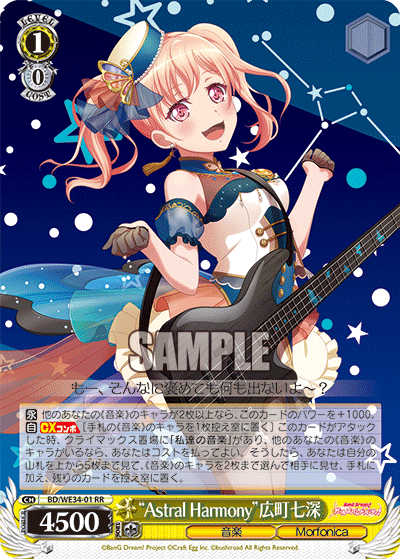 LEVEL
1
0
COST
SAMPLE
もー、そんなに褒めても何も出ないよ～？
永 他のあなたの《音楽》のキャラが2枚以上なら、このカードのパワーを＋1000。
自 CXコンボ ［手札の《音楽》のキャラを1枚控え室に置く］ このカードがアタック
した時、クライマックス置場に「私達の音楽」があり、他のあなたの《音楽》の
キャラがいるなら、あなたはコストを払ってよい。そうしたら、あなたは自分の
山札を上から5枚まで見て、《音楽》のキャラを2枚まで選んで相手に見せ、手札に
加え、残りのカードを控え室に置く。
CH BD/WE34-01 RR
4500
“Astral Harmony”広町七深
音楽
Morfonica
©BanG Dream! Project ©Craft Egg Inc. ©bushiroad All Rights Reserved.